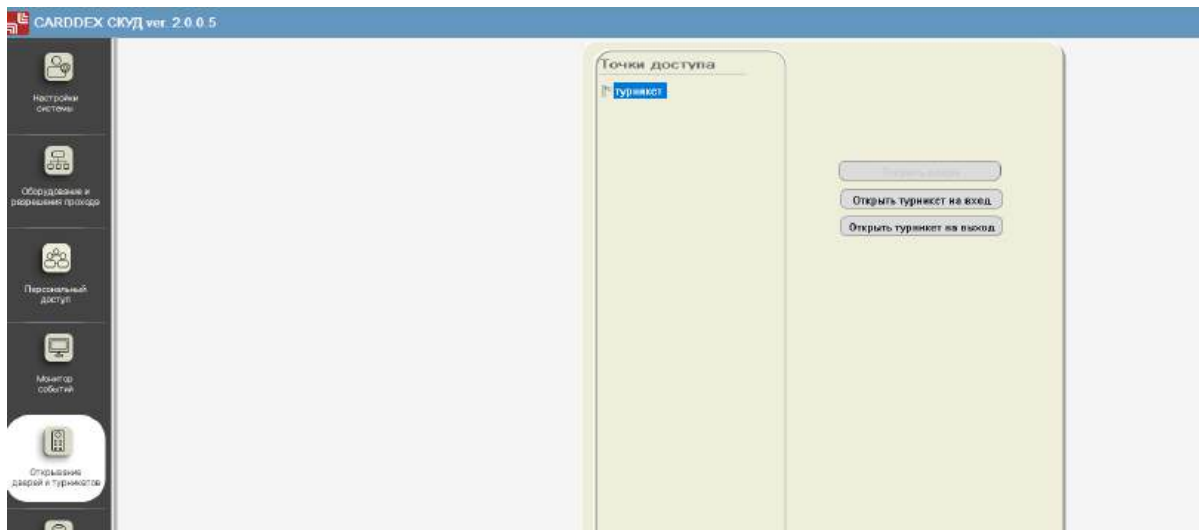 CARDDEX СКУД ver. 2.0.0.5
Настройки
системы
Оборудование и
разрешения прохода
Персональный
доступ
Монитор
событий
Открывание
дверей и турникетов
Точки доступа
турникет
Открыть турникет на вход
Открыть турникет на выход